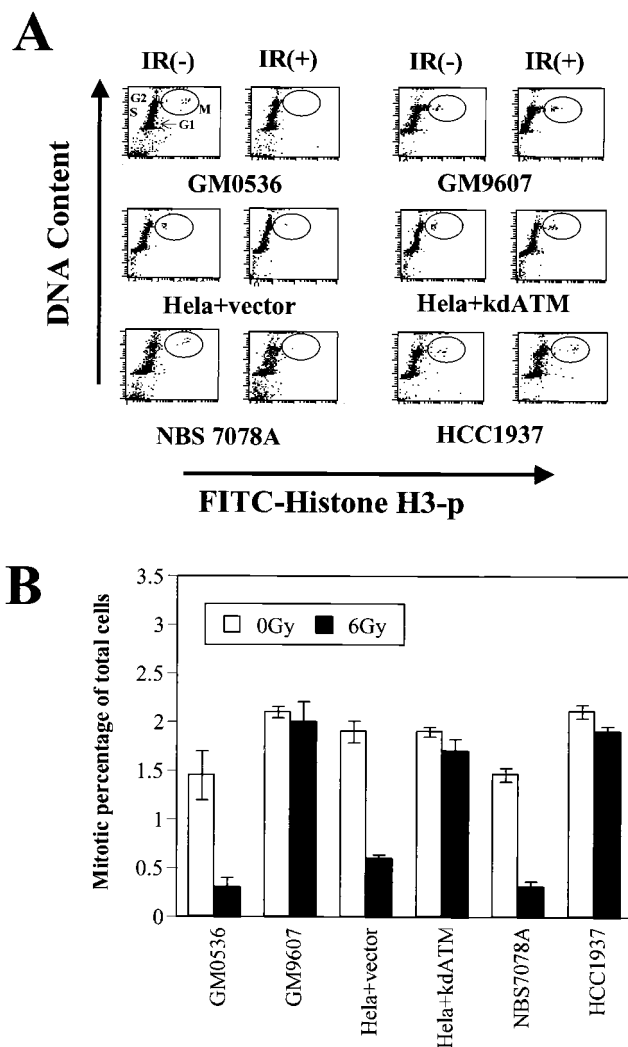 A
IR(-) IR(+) IR(-) IR(+)
G2
S
M
G1
GM0536 GM9607
Hela+vector Hela+kdATM
NBS 7078A HCC1937
DNA Content
FITC-Histone H3-p
B
Mitotic percentage of total cells
3.5
3
2.5
2
1.5
1
0.5
0
0Gy 6Gy
GM0536
GM9607
Hela+vector
Hela+kdATM
NBS7078A
HCC1937